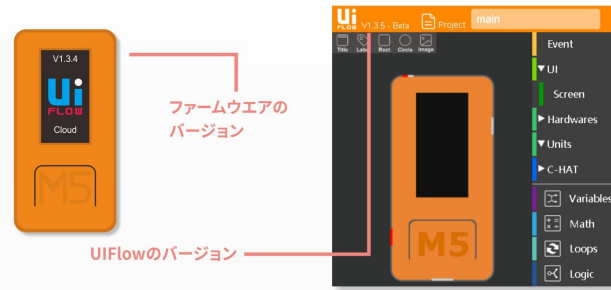 V1.3.4
Ui
FLOW
Cloud
M5
ファームウエアの
バージョン
UIFlowのバージョン
Ui
FLOW
V1.3.5 - Beta
Project
main
Title
Label
Rect
Circle
Image
M5
Event
UI
Screen
Hardwares
Units
C-HAT
Variables
Math
Loops
Logic